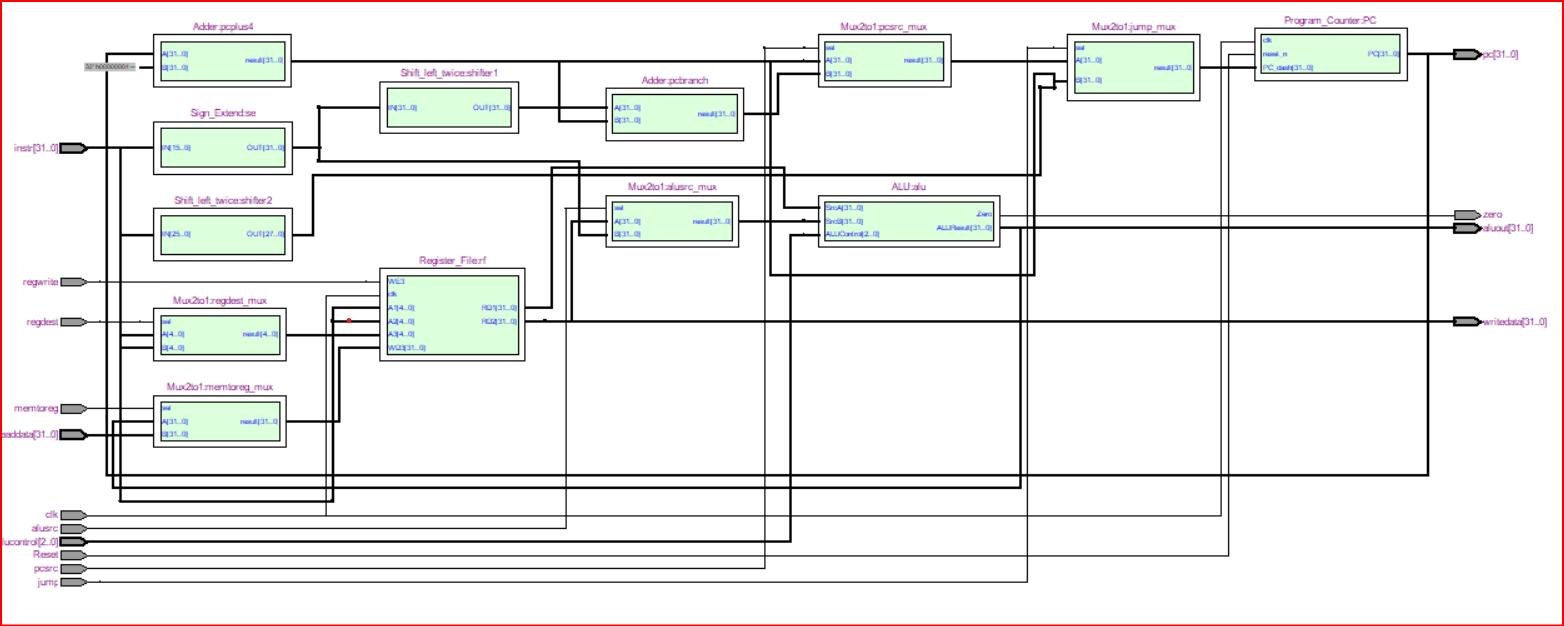 Adder:pcplus4
A[31..0]
B[31..0]
result[31..0]
Sign_Extend:se
IN[15..0]
OUT[31..0]
instr[31..0]
Shift_left_twice:shifter2
IN[25..0]
OUT[27..0]
Shift_left_twice:shifter1
IN[31..0]
OUT[31..0]
Adder:pcbranch
A[31..0]
B[31..0]
result[31..0]
Mux2to1:pcsrc_mux
sel
A[31..0]
B[31..0]
result[31..0]
Mux2to1:jump_mux
sel
A[31..0]
B[31..0]
result[31..0]
Program_Counter:PC
clk
reset_n
PC_dash[31..0]
PC[31..0]
pc[31..0]
Mux2to1:alusrc_mux
sel
A[31..0]
B[31..0]
result[31..0]
ALU:alu
SrcA[31..0]
SrcB[31..0]
ALUControl[2..0]
Zero
ALUResult[31..0]
zero
aluout[31..0]
regwrite
regdest
Mux2to1:regdest_mux
sel
A[4..0]
B[4..0]
result[4..0]
Register_File:rf
WE3
clk
A1[4..0]
A2[4..0]
A3[4..0]
WD3[31..0]
RD1[31..0]
RD2[31..0]
writedata[31..0]
Mux2to1:memtoreg_mux
sel
A[31..0]
B[31..0]
result[31..0]
memtoreg
eaddata[31..0]
clk
alusrc
lucontrol[2..0]
Reset
pcsrc
jump